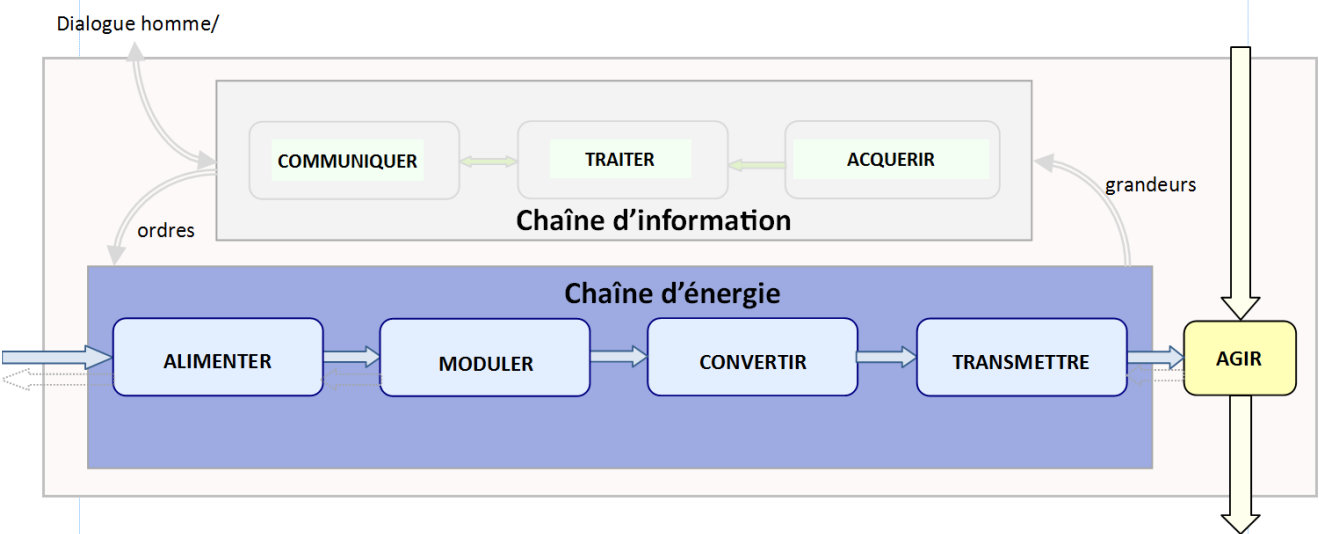 Dialogue homme/
COMMUNIQUER
TRAITER
ACQUERIR
grandeurs
Chaîne d’information
ordres
Chaîne d’énergie
ALIMENTER
MODULER
CONVERTIR
TRANSMETTRE
AGIR